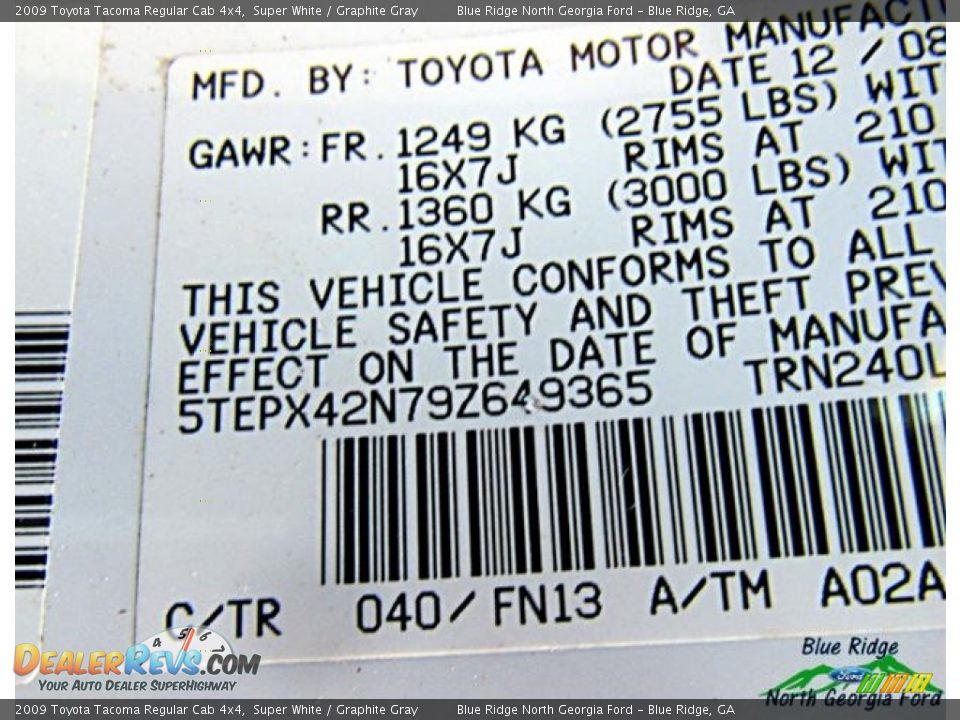 2009 Toyota Tacoma Regular Cab 4x4, Super White / Graphite Gray Blue Ridge North Georgia Ford - Blue Ridge, GA
MFD. BY: TOYOTA MOTOR MANUFACTU
DATE 12 / 08
GAWR:FR. 1249 KG (2755 LBS) WIT
16X7J RIMS AT 210
RR. 1360 KG (3000 LBS) WIT
16X7J RIMS AT 210
THIS VEHICLE CONFORMS TO ALL
VEHICLE SAFETY AND THEFT PREV
EFFECT ON THE DATE OF MANUFA
5TEPX42N79Z649365 TRN240L
C/TR 040/FN13 A/TM A02A
DealerRevs.com
Your Auto Dealer SuperHighway
Blue Ridge
Ford
North Georgia Ford
2009 Toyota Tacoma Regular Cab 4x4, Super White / Graphite Gray Blue Ridge North Georgia Ford - Blue Ridge, GA